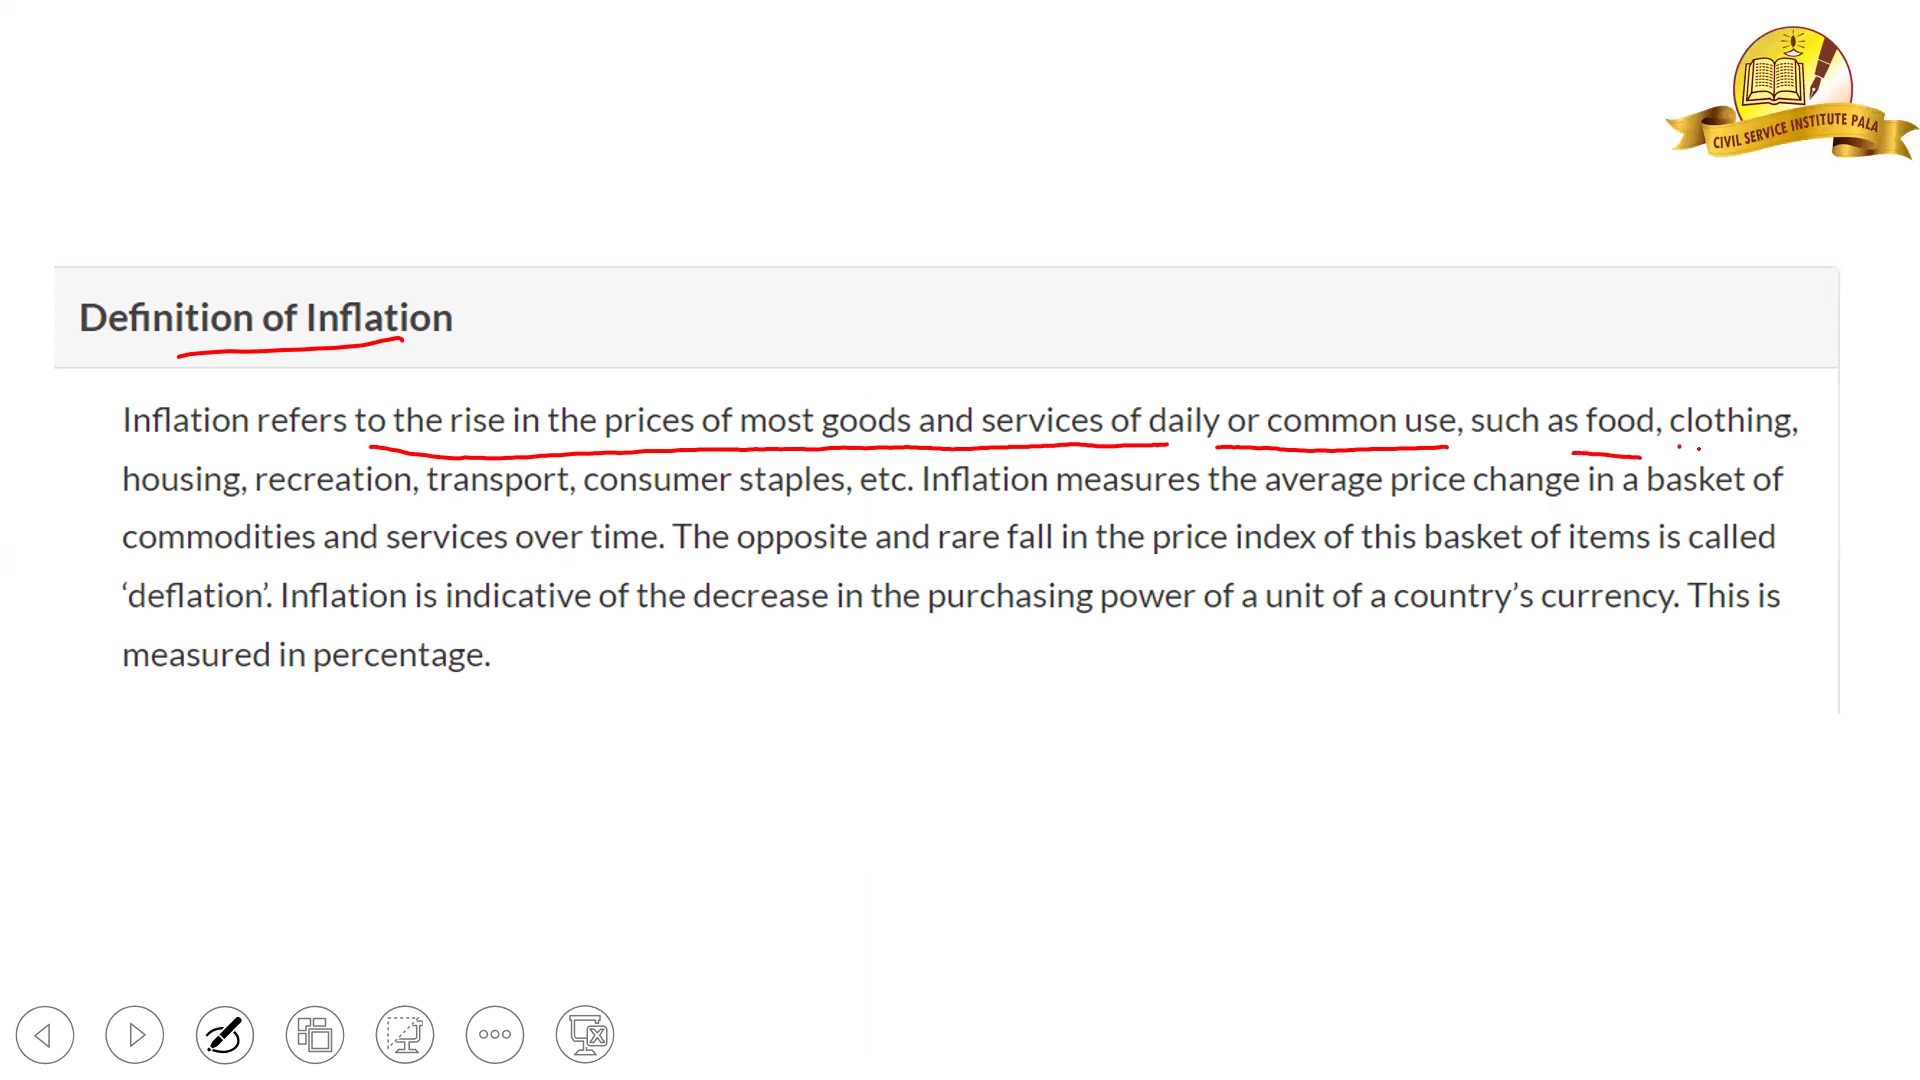 CIVIL SERVICE INSTITUTE PALA
Definition of Inflation
Inflation refers to the rise in the prices of most goods and services of daily or common use, such as food, clothing,
housing, recreation, transport, consumer staples, etc. Inflation measures the average price change in a basket of
commodities and services over time. The opposite and rare fall in the price index of this basket of items is called
‘deflation’. Inflation is indicative of the decrease in the purchasing power of a unit of a country’s currency. This is
measured in percentage.